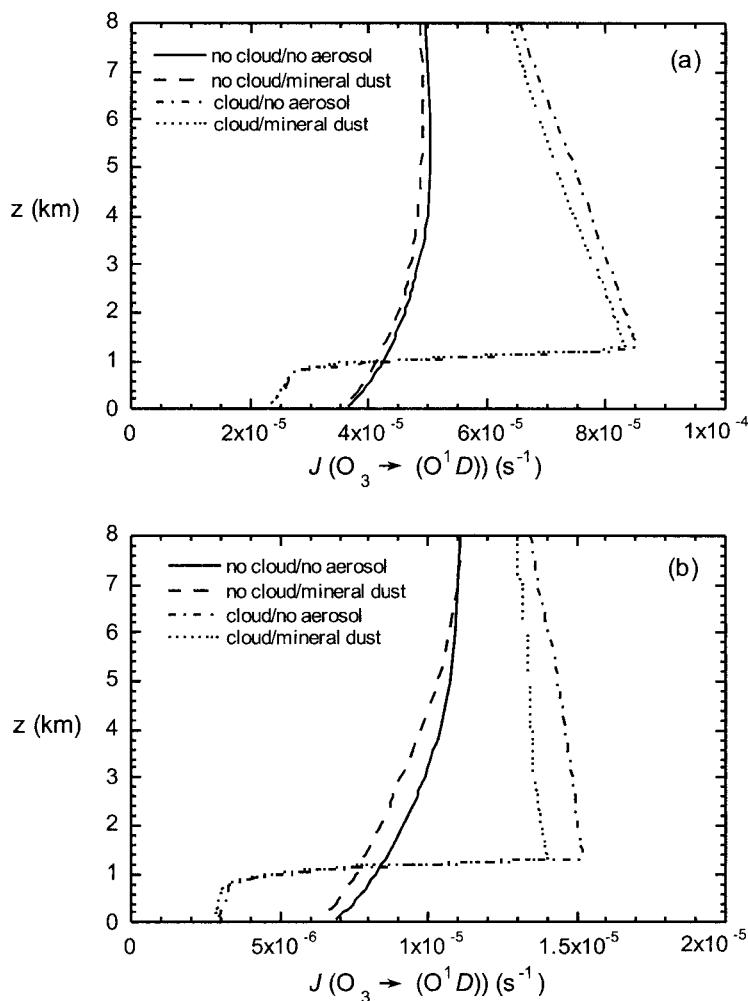 8
7
6
5
4
3
2
1
0
z (km)
no cloud/no aerosol
no cloud/mineral dust
cloud/no aerosol
cloud/mineral dust
(a)
0
2x10⁻⁵
4x10⁻⁵
6x10⁻⁵
8x10⁻⁵
1x10⁻⁴
J (O₃ → (O¹D)) (s⁻¹)
8
7
6
5
4
3
2
1
0
z (km)
no cloud/no aerosol
no cloud/mineral dust
cloud/no aerosol
cloud/mineral dust
(b)
0
5x10⁻⁶
1x10⁻⁵
1.5x10⁻⁵
2x10⁻⁵
J (O₃ → (O¹D)) (s⁻¹)